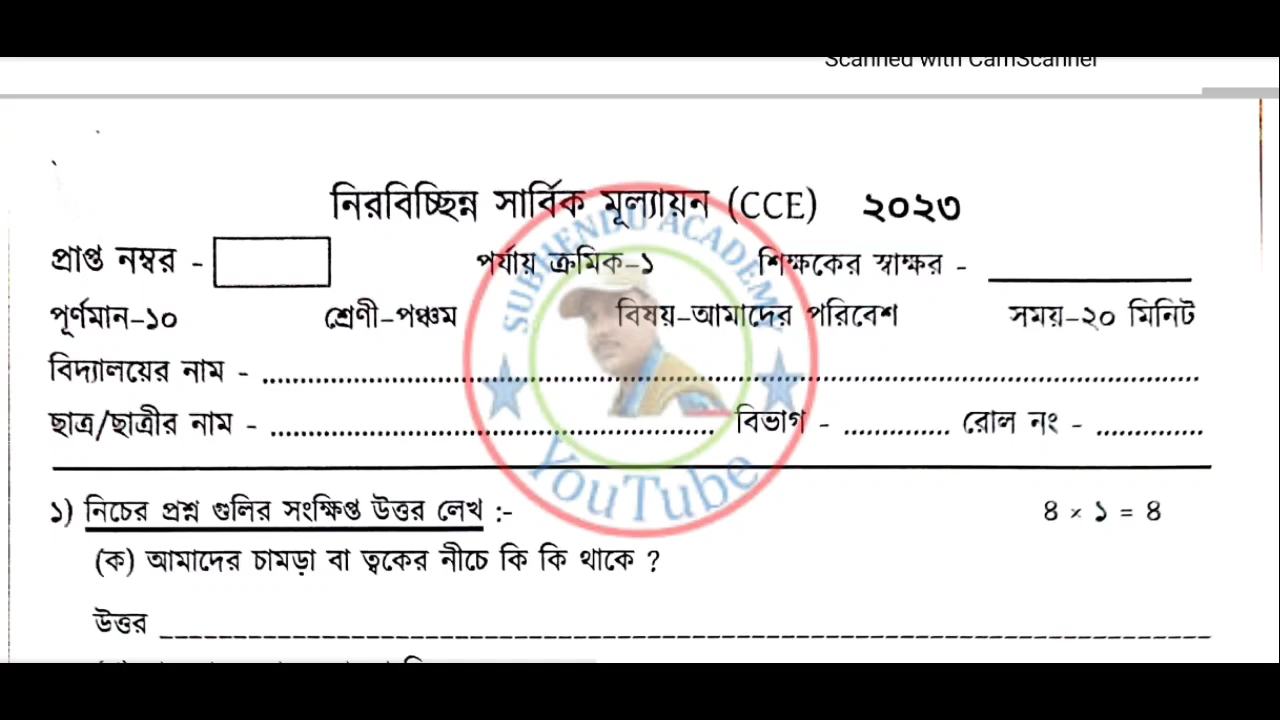 Scanned with CamScanner
নিরবিচ্ছিন্ন সার্বিক মূল্যায়ন (CCE) ২০২৩
প্রাপ্ত নম্বর - পর্যায় ক্রমিক-১ শিক্ষকের স্বাক্ষর -
পূর্ণমান-১০ শ্রেণী-পঞ্চম বিষয়-আমাদের পরিবেশ সময়-২০ মিনিট
বিদ্যালয়ের নাম -
ছাত্র/ছাত্রীর নাম - বিভাগ - রোল নং -
SUBHENDU ACADEMY
YouTube
১) নিচের প্রশ্ন গুলির সংক্ষিপ্ত উত্তর লেখ :- ৪ × ১ = ৪
(ক) আমাদের চামড়া বা ত্বকের নীচে কি কি থাকে ?
উত্তর